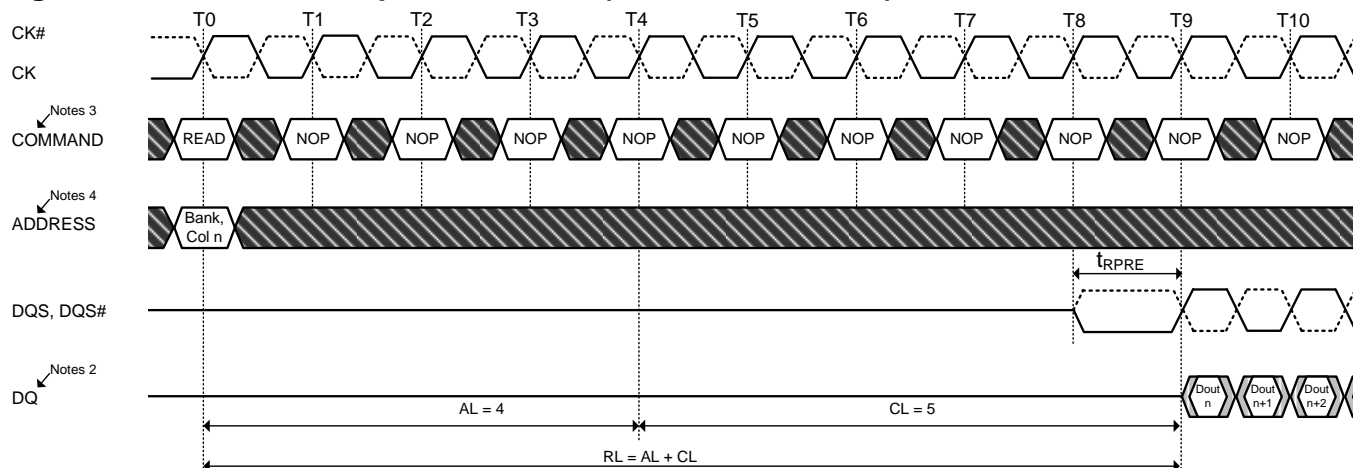 T0 T1 T2 T3 T4 T5 T6 T7 T8 T9 T10
CK#
CK
Notes 3
COMMAND READ NOP NOP NOP NOP NOP NOP NOP NOP NOP NOP
Notes 4
ADDRESS
Bank,
Col n
tRPRE
DQS, DQS#
Notes 2
DQ
Dout
n
Dout
n+1
Dout
n+2
AL = 4 CL = 5
RL = AL + CL